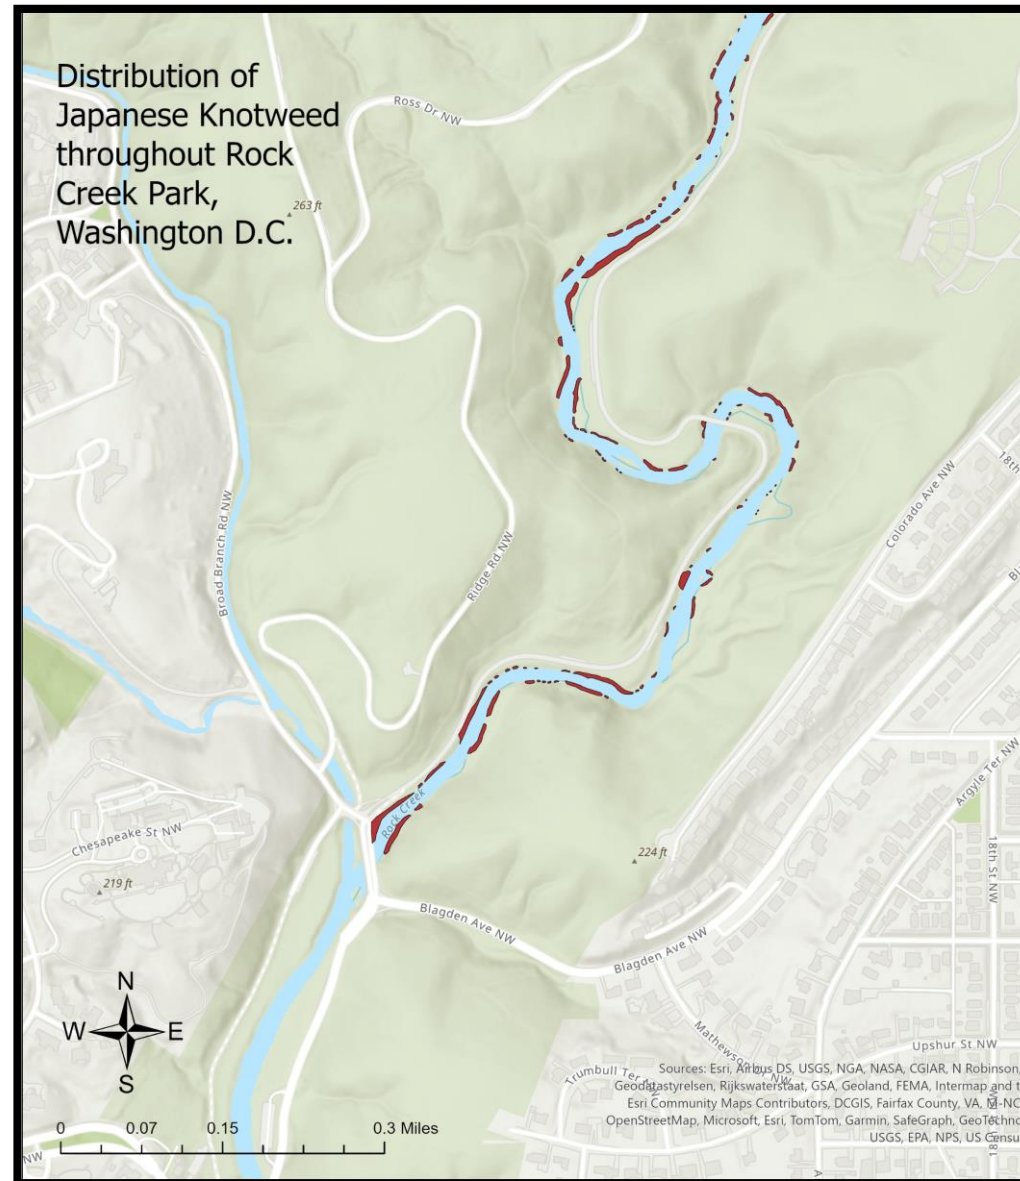 Distribution of
Japanese Knotweed
throughout Rock
Creek Park,
Washington D.C.
Ross Dr NW
263 ft
Broad Branch Rd NW
Ridge Rd NW
Colorado Ave NW
18th
Rock Creek
Chesapeake St NW
219 ft
224 ft
Argyle Ter NW
18th St NW
Blagden Ave NW
Blagden Ave NW
Upshur St NW
Trumbull Ter NW
N
W E
S
0 0.07 0.15 0.3 Miles
NW
Sources: Esri, Airbus DS, USGS, NGA, NASA, CGIAR, N Robinson,
Geodatastyrelsen, Rijkswaterstaat, GSA, Geoland, FEMA, Intermap and t
Esri Community Maps Contributors, DCGIS, Fairfax County, VA, M-NC
OpenStreetMap, Microsoft, Esri, TomTom, Garmin, SafeGraph, GeoTechno
USGS, EPA, NPS, US Censu